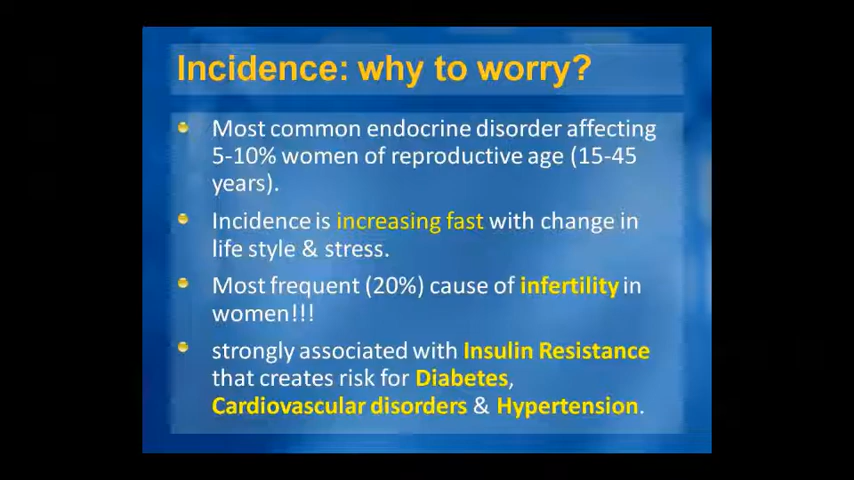 Incidence: why to worry?
Most common endocrine disorder affecting
5-10% women of reproductive age (15-45
years).
Incidence is increasing fast with change in
life style & stress.
Most frequent (20%) cause of infertility in
women!!!
strongly associated with Insulin Resistance
that creates risk for Diabetes,
Cardiovascular disorders & Hypertension.